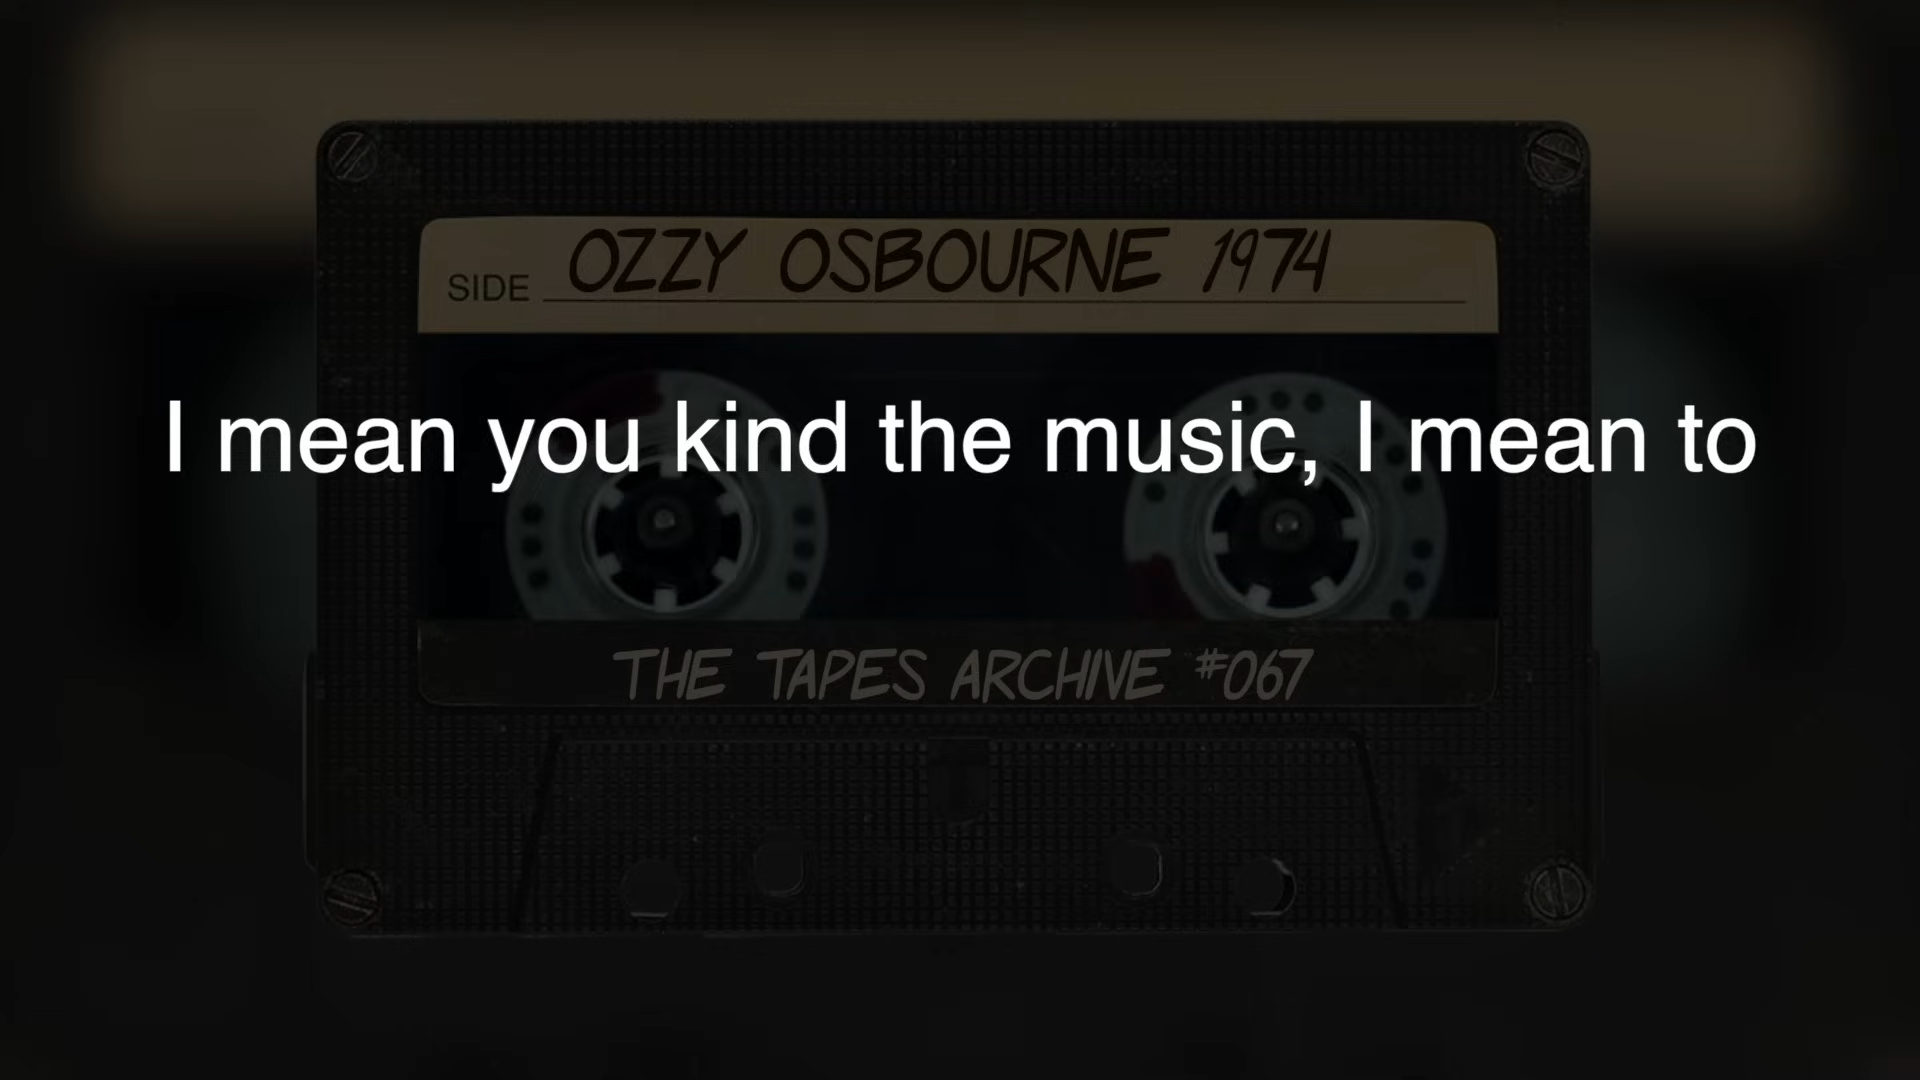 SIDE OZZY OSBOURNE 1974
I mean you kind the music, I mean to
THE TAPES ARCHIVE #067